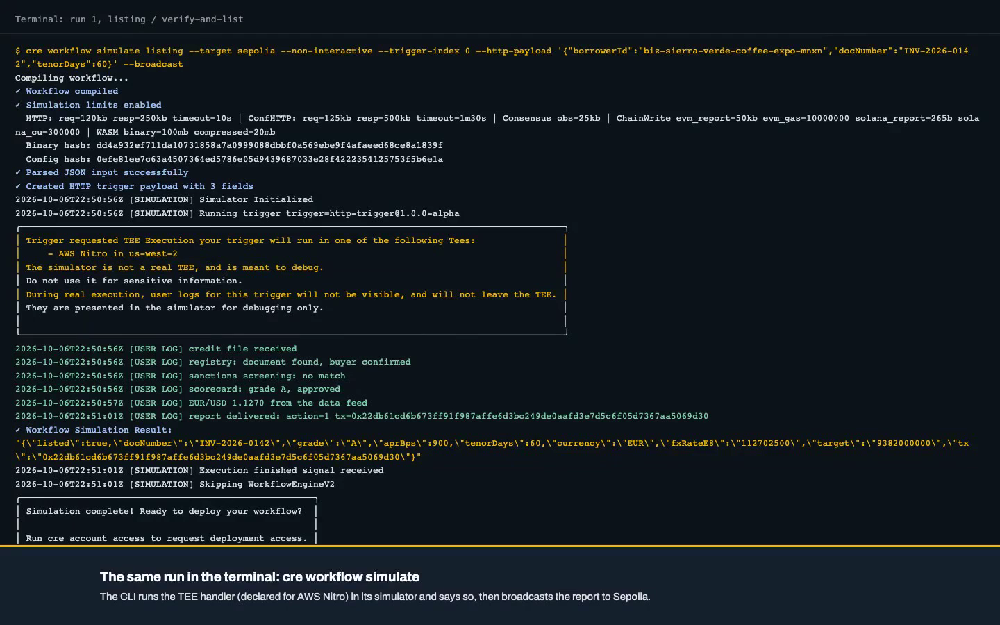 Terminal: run 1, listing / verify-and-list
$ cre workflow simulate listing --target sepolia --non-interactive --trigger-index 0 --http-payload '{"borrowerId":"biz-sierra-verde-coffee-expo-mnxn","docNumber":"INV-2026-014
2","tenorDays":60}' --broadcast
Compiling workflow...
✓ Workflow compiled
✓ Simulation limits enabled
HTTP: req=120kb resp=250kb timeout=10s | ConfHTTP: req=125kb resp=500kb timeout=1m30s | Consensus obs=25kb | ChainWrite evm_report=50kb evm_gas=10000000 solana_report=265b sola
na_cu=300000 | WASM binary=100mb compressed=20mb
Binary hash: dd4a932ef711da10731858a7a0999088dbbf0a569ebe9f4afaeed68ce8a1839f
Config hash: 0efe81ee7c63a4507364ed5786e05d9439687033e28f4222354125753f5b6e1a
✓ Parsed JSON input successfully
✓ Created HTTP trigger payload with 3 fields
2026-10-06T22:50:56Z [SIMULATION] Simulator Initialized
2026-10-06T22:50:56Z [SIMULATION] Running trigger trigger=http-trigger@1.0.0-alpha
Trigger requested TEE Execution your trigger will run in one of the following Tees:
- AWS Nitro in us-west-2
The simulator is not a real TEE, and is meant to debug.
Do not use it for sensitive information.
During real execution, user logs for this trigger will not be visible, and will not leave the TEE.
They are presented in the simulator for debugging only.
2026-10-06T22:50:56Z [USER LOG] credit file received
2026-10-06T22:50:56Z [USER LOG] registry: document found, buyer confirmed
2026-10-06T22:50:56Z [USER LOG] sanctions screening: no match
2026-10-06T22:50:56Z [USER LOG] scorecard: grade A, approved
2026-10-06T22:50:57Z [USER LOG] EUR/USD 1.1270 from the data feed
2026-10-06T22:51:01Z [USER LOG] report delivered: action=1 tx=0x22db61cd6b673ff91f987affe6d3bc249de0aafd3e7d5c6f05d7367aa5069d30
✓ Workflow Simulation Result:
"{\"listed\":true,\"docNumber\":\"INV-2026-0142\",\"grade\":\"A\",\"aprBps\":900,\"tenorDays\":60,\"currency\":\"EUR\",\"fxRateE8\":\"112702500\",\"target\":\"9382000000\",\"tx
\":\"0x22db61cd6b673ff91f987affe6d3bc249de0aafd3e7d5c6f05d7367aa5069d30\"}"
2026-10-06T22:51:01Z [SIMULATION] Execution finished signal received
2026-10-06T22:51:01Z [SIMULATION] Skipping WorkflowEngineV2
Simulation complete! Ready to deploy your workflow?
Run cre account access to request deployment access.
The same run in the terminal: cre workflow simulate
The CLI runs the TEE handler (declared for AWS Nitro) in its simulator and says so, then broadcasts the report to Sepolia.